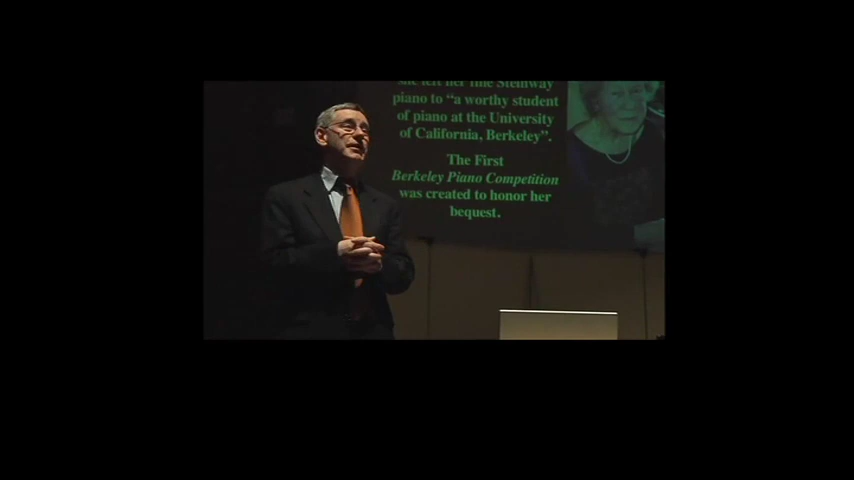 she left her fine Steinway
piano to “a worthy student
of piano at the University
of California, Berkeley”.
The First
Berkeley Piano Competition
was created to honor her
bequest.